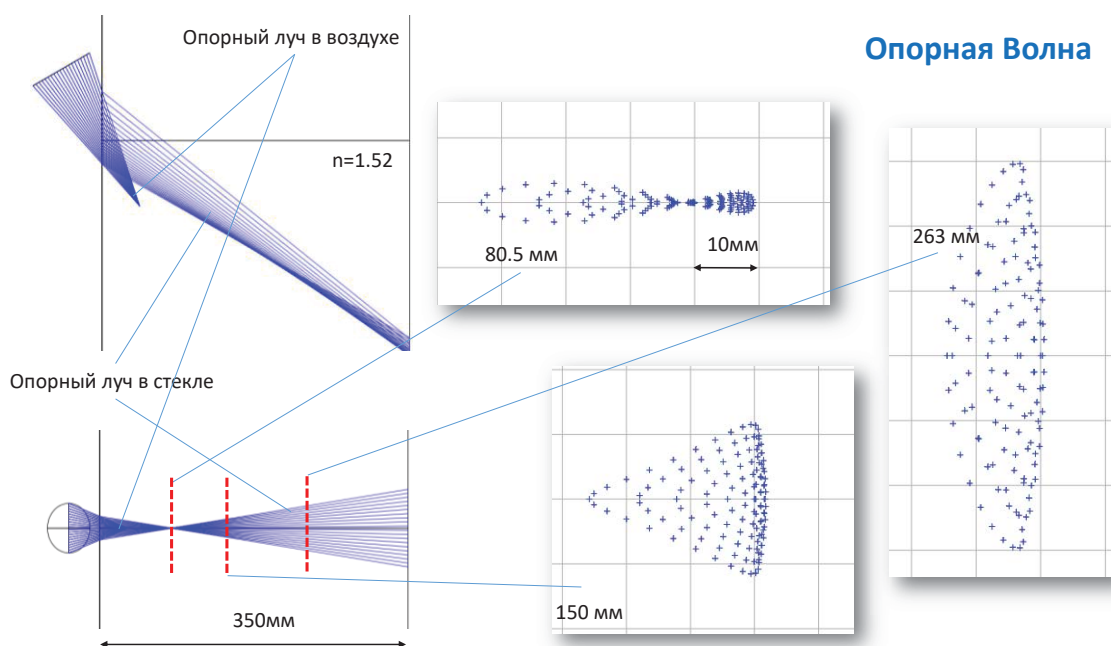 Опорный луч в воздухе
Опорная Волна
n=1.52
80.5 мм
10мм
263 мм
Опорный луч в стекле
150 мм
350мм